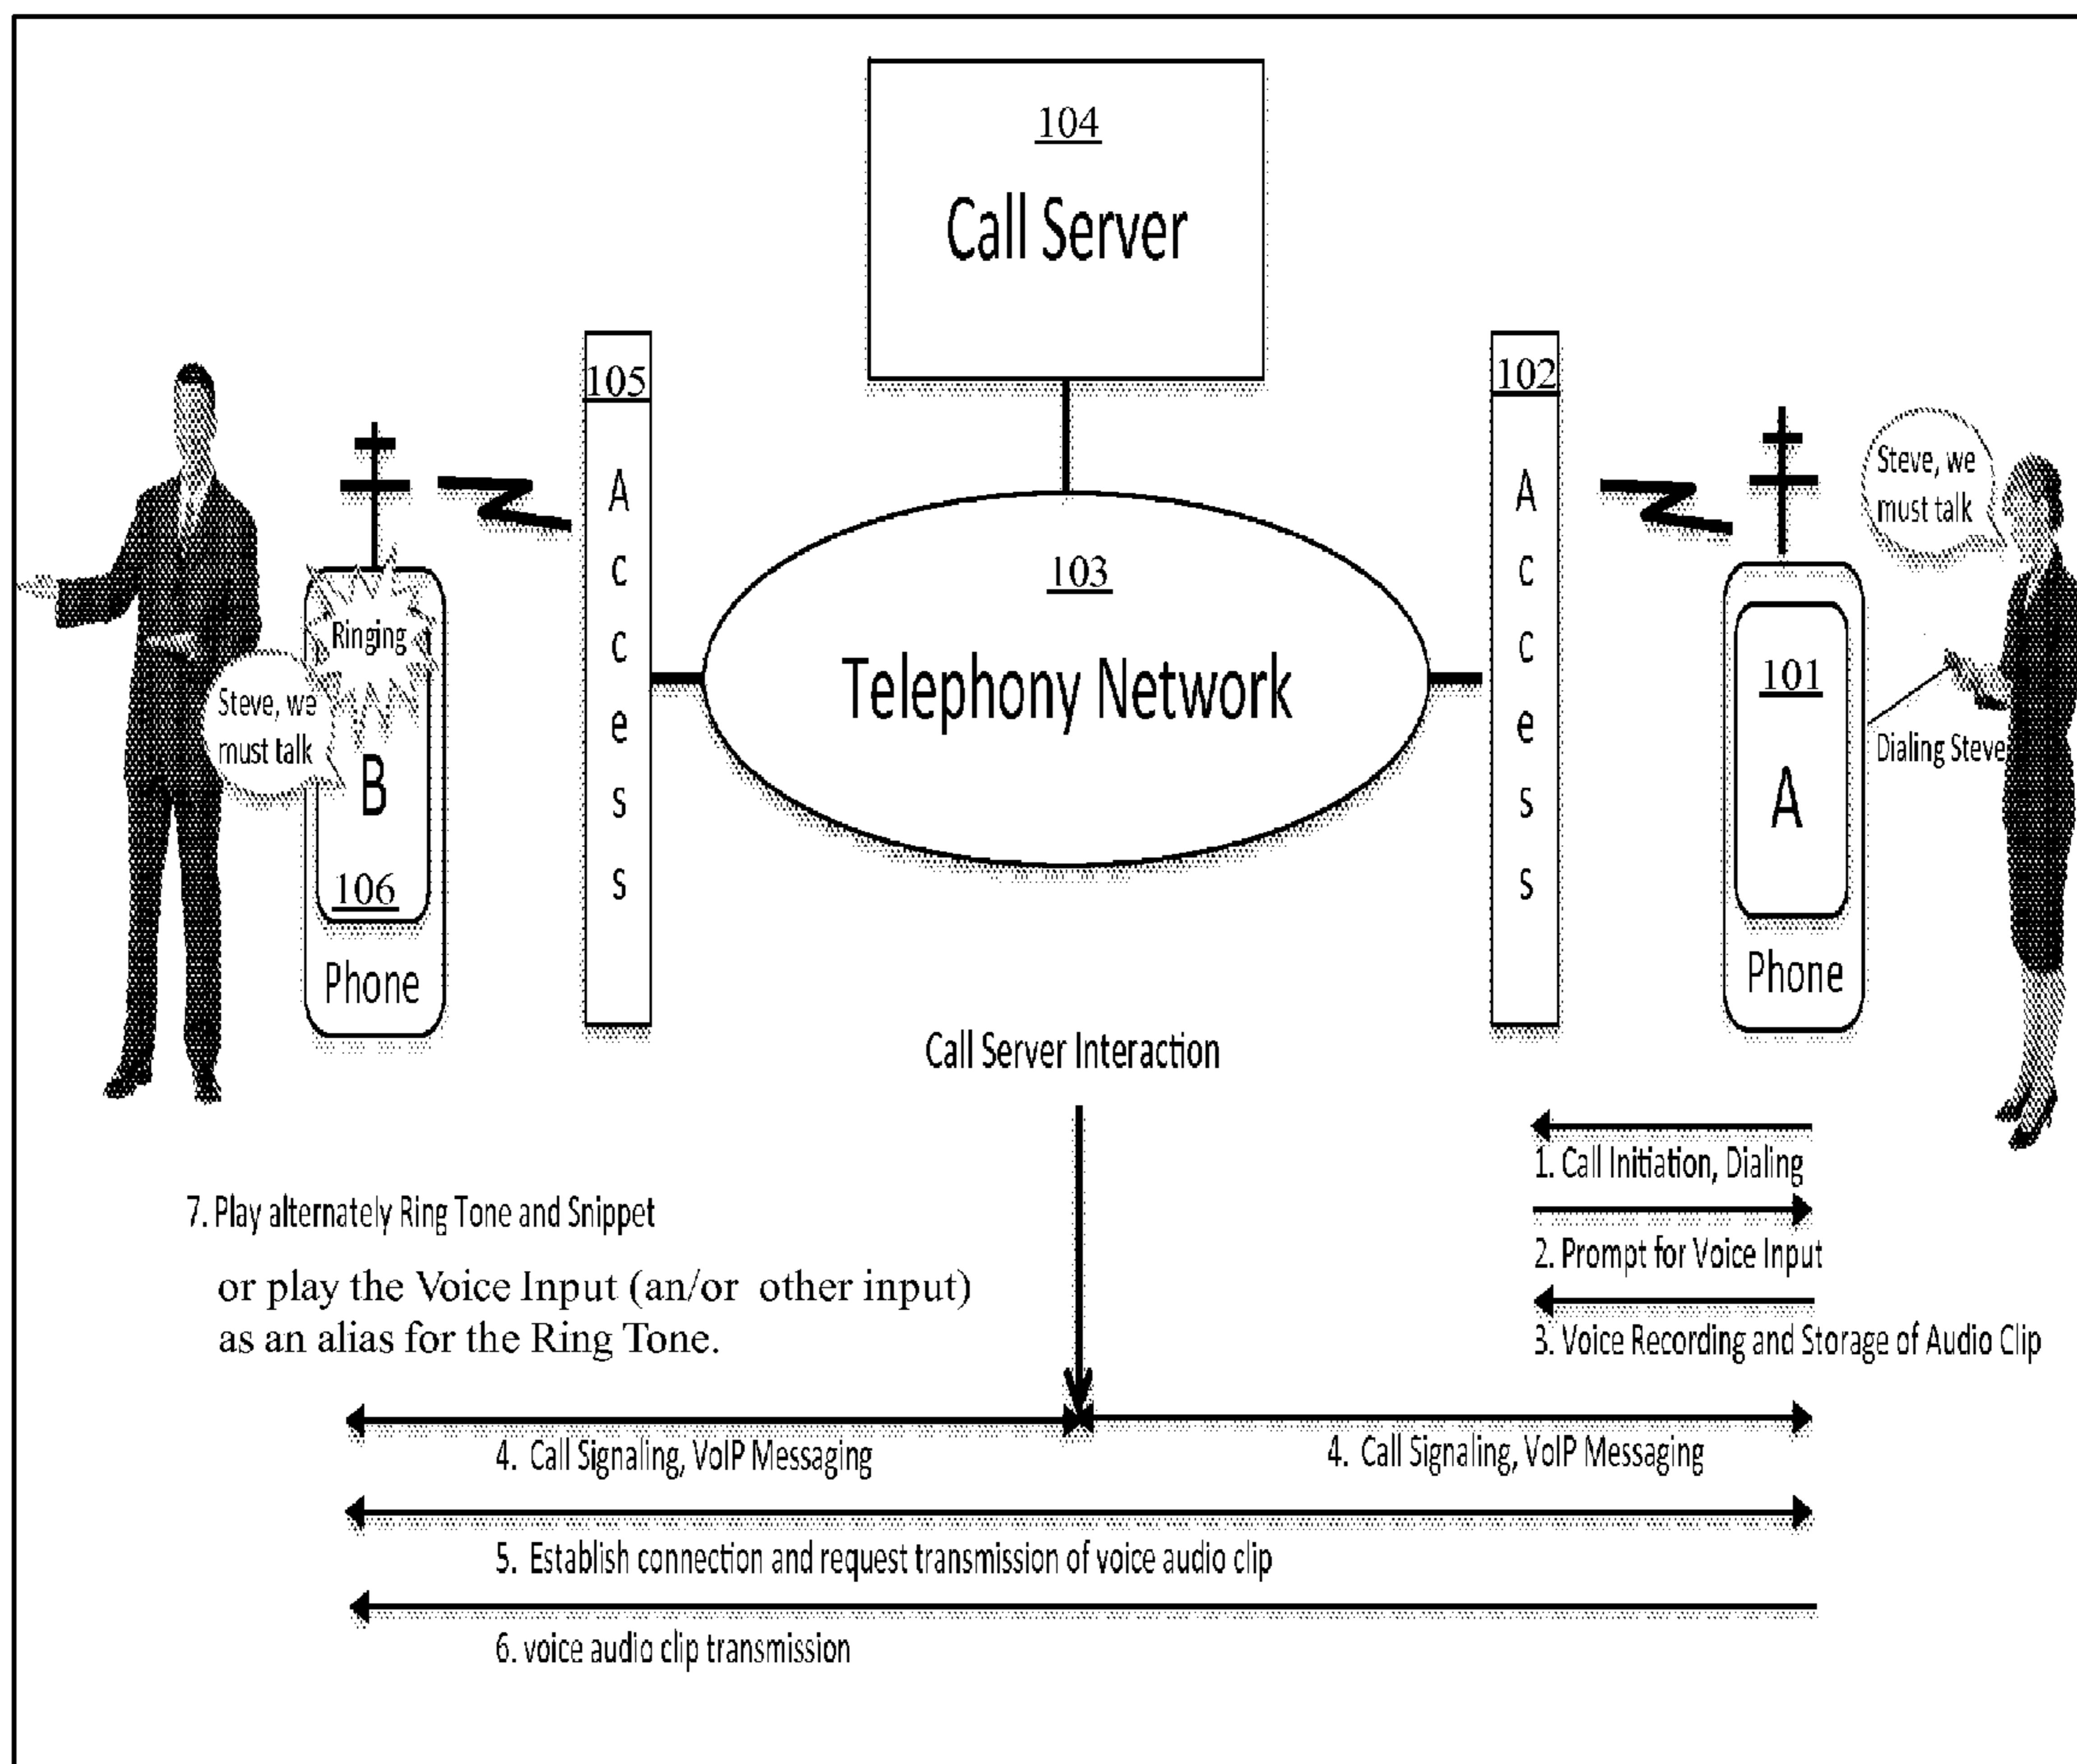 104
Call Server
105
Access
102
Access
Steve, we
must talk
103
Telephony Network
Ringing
Steve, we
must talk
B
106
Phone
101
A
Phone
Dialing Steve
Call Server Interaction
1. Call Initiation, Dialing
2. Prompt for Voice Input
3. Voice Recording and Storage of Audio Clip
7. Play alternately Ring Tone and Snippet
or play the Voice Input (an/or other input)
as an alias for the Ring Tone.
4. Call Signaling, VoIP Messaging
4. Call Signaling, VoIP Messaging
5. Establish connection and request transmission of voice audio clip
6. voice audio clip transmission